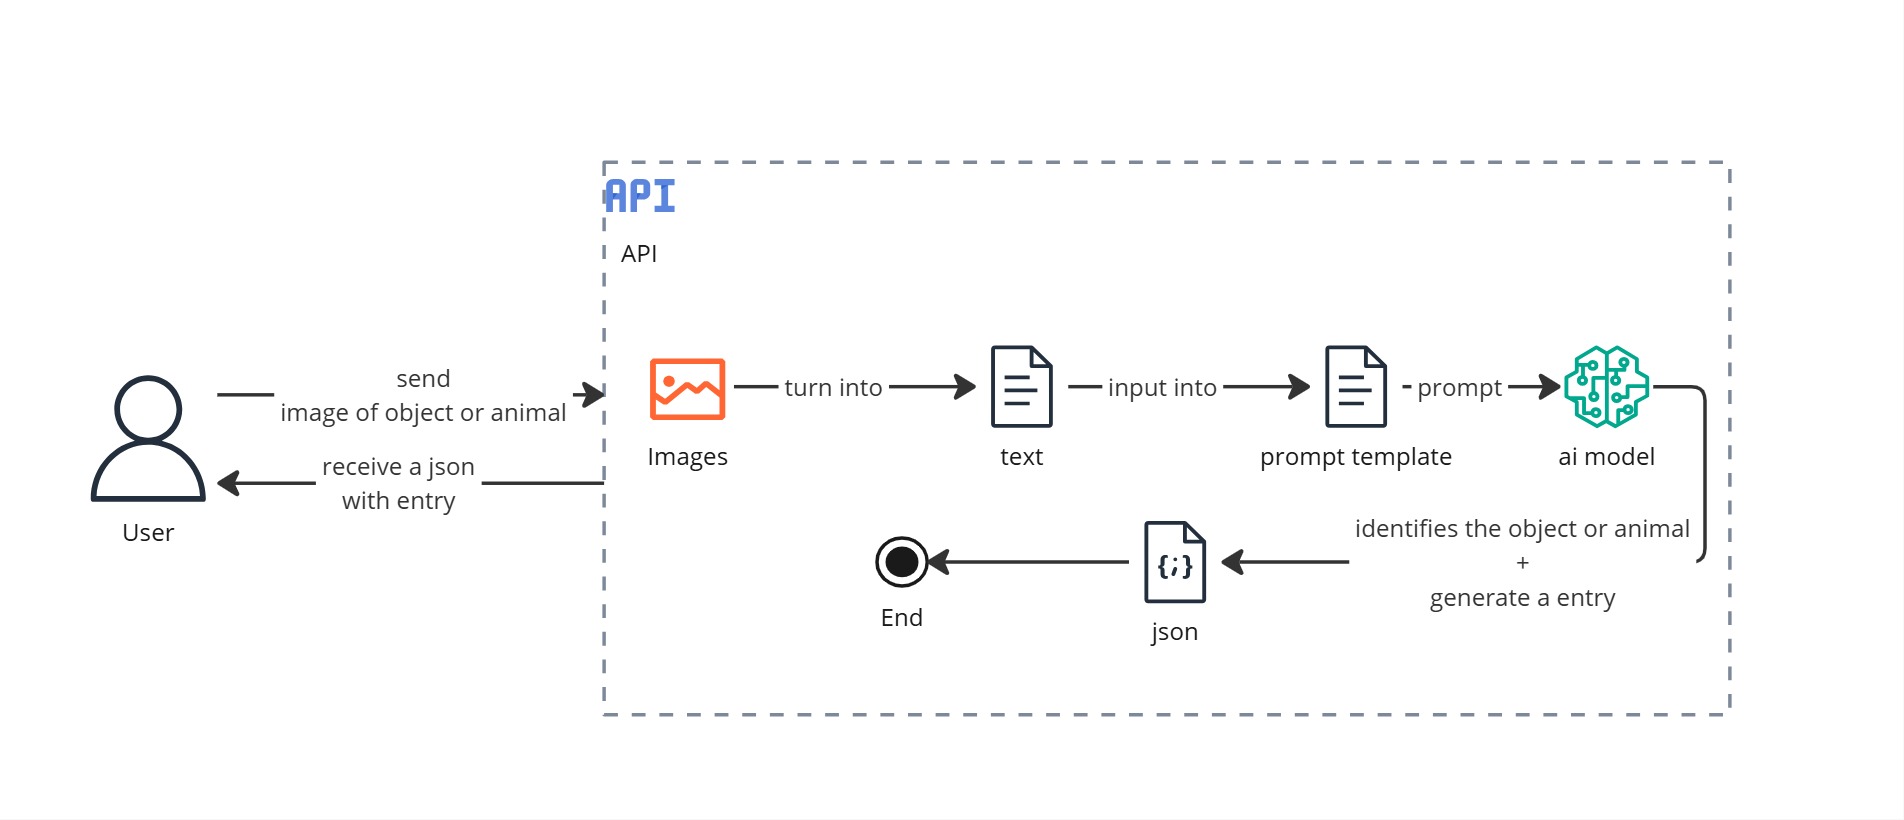 API
API
send
image of object or animal
receive a json
with entry
User
turn into
input into
prompt
Images
text
prompt template
ai model
identifies the object or animal
+
generate a entry
{;}
json
End